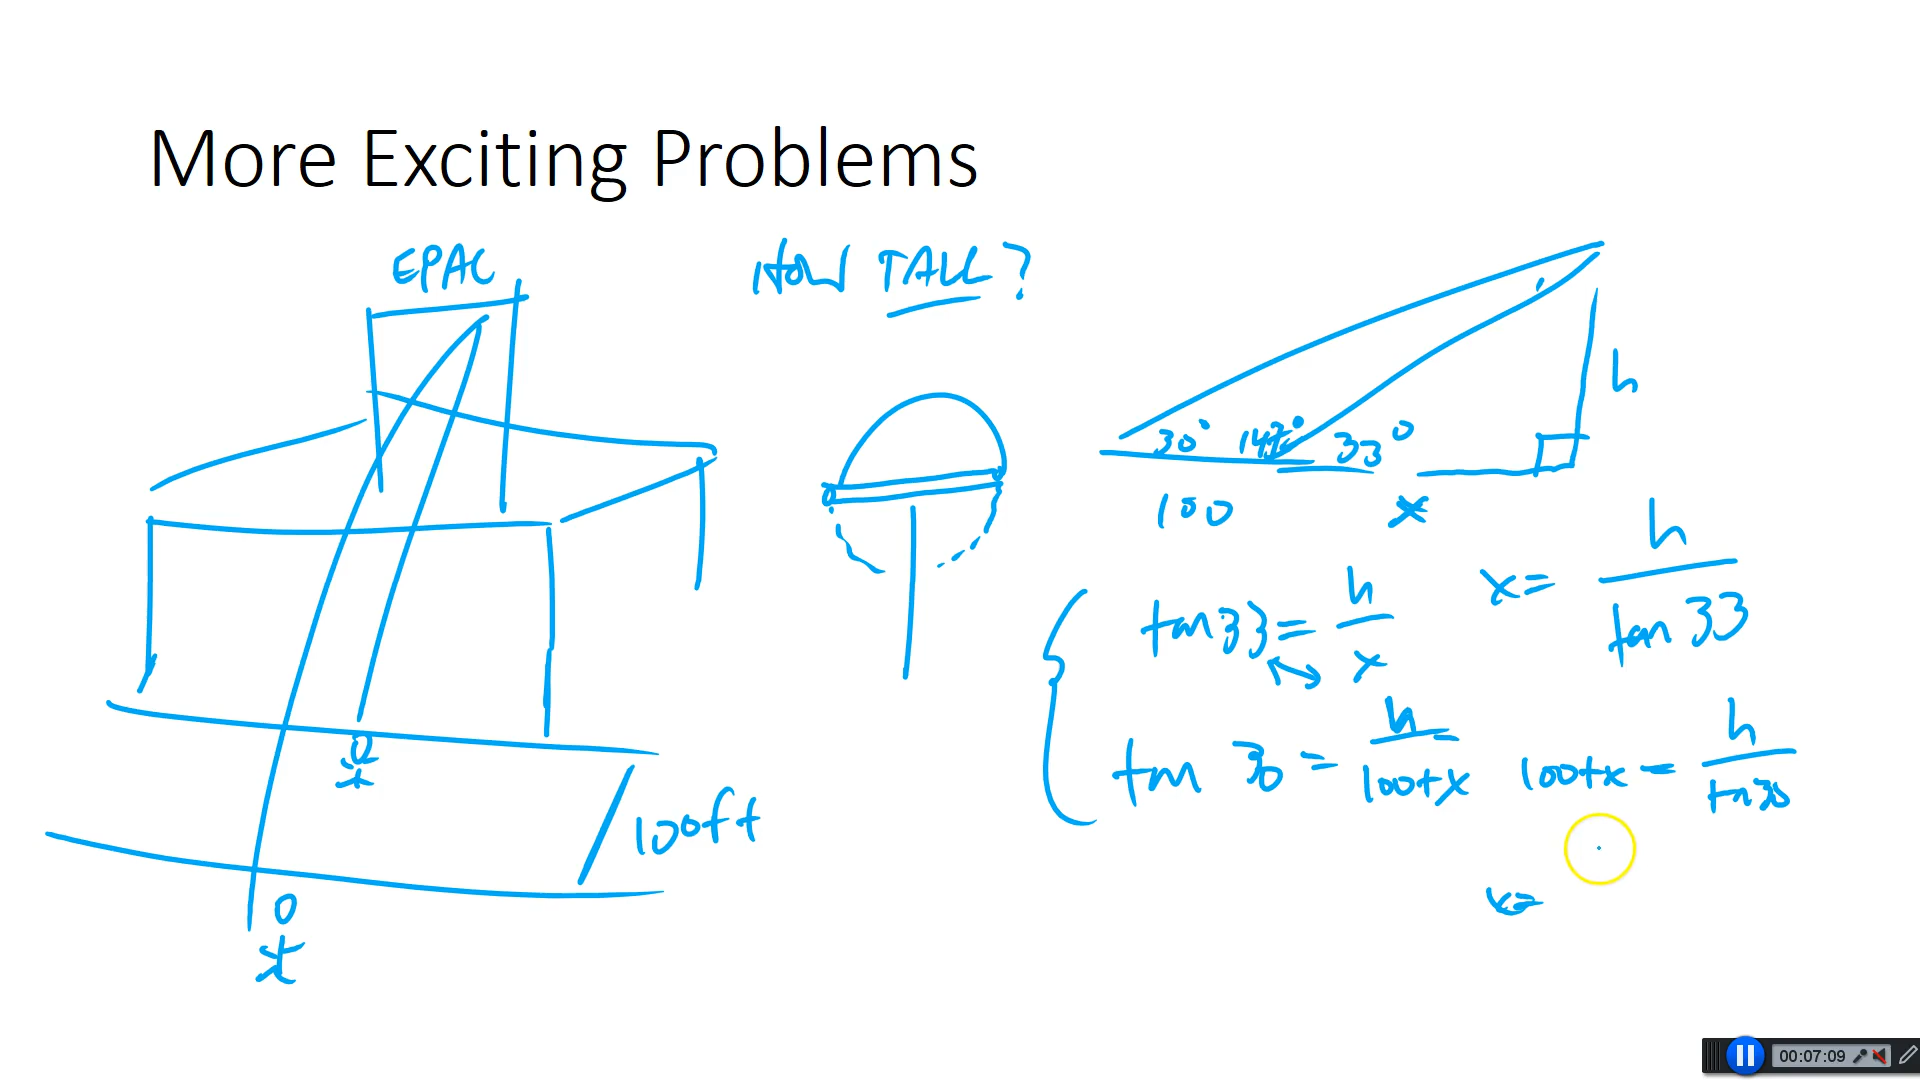 More Exciting Problems
EPAC
HOW TALL?
h
30° 147° 33°
100 x
tan 33 = h/x
x = h/tan 33
tan 30 = h/100+x
100+x = h/tan 30
100ft
x=
00:07:09